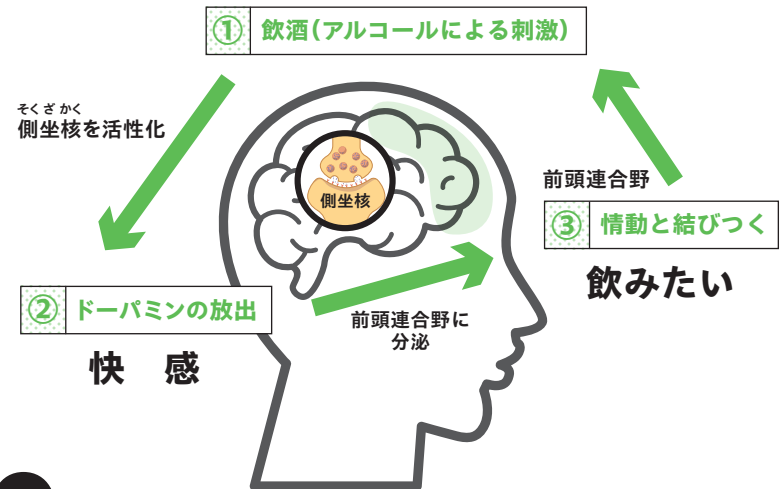 ① 飲酒(アルコールによる刺激)
そくざかく
側坐核を活性化
側坐核
前頭連合野
③ 情動と結びつく
飲みたい
② ドーパミンの放出
快 感
前頭連合野に
分泌